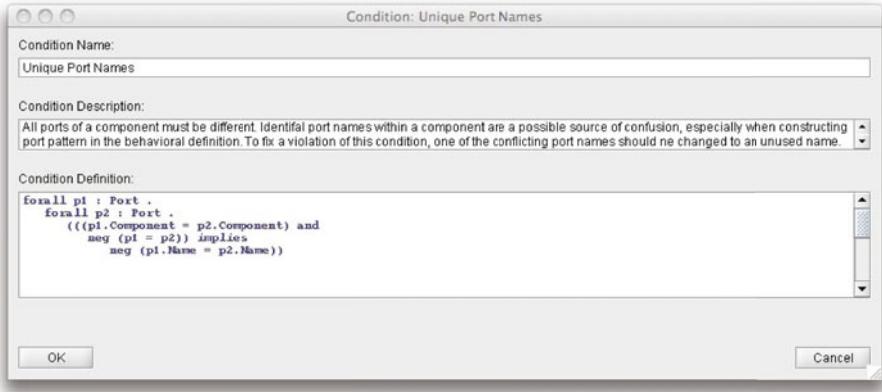 Condition: Unique Port Names
Condition Name:
Unique Port Names
Condition Description:
All ports of a component must be different. Identifal port names within a component are a possible source of confusion, especially when constructing
port pattern in the behavioral definition. To fix a violation of this condition, one of the conflicting port names should ne changed to an unused name.
Condition Definition:
forall p1 : Port .
forall p2 : Port .
(((p1.Component = p2.Component) and
neg (p1 = p2)) implies
neg (p1.Name = p2.Name))
OK
Cancel